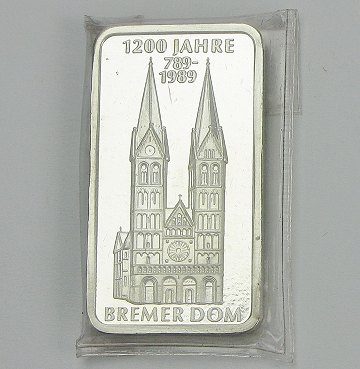 1200 JAHRE
789-
1989
BREMER DOM